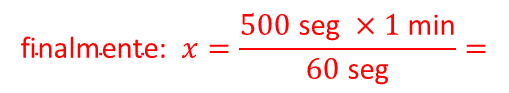 finalmente: x = 500 seg × 1 min / 60 seg =